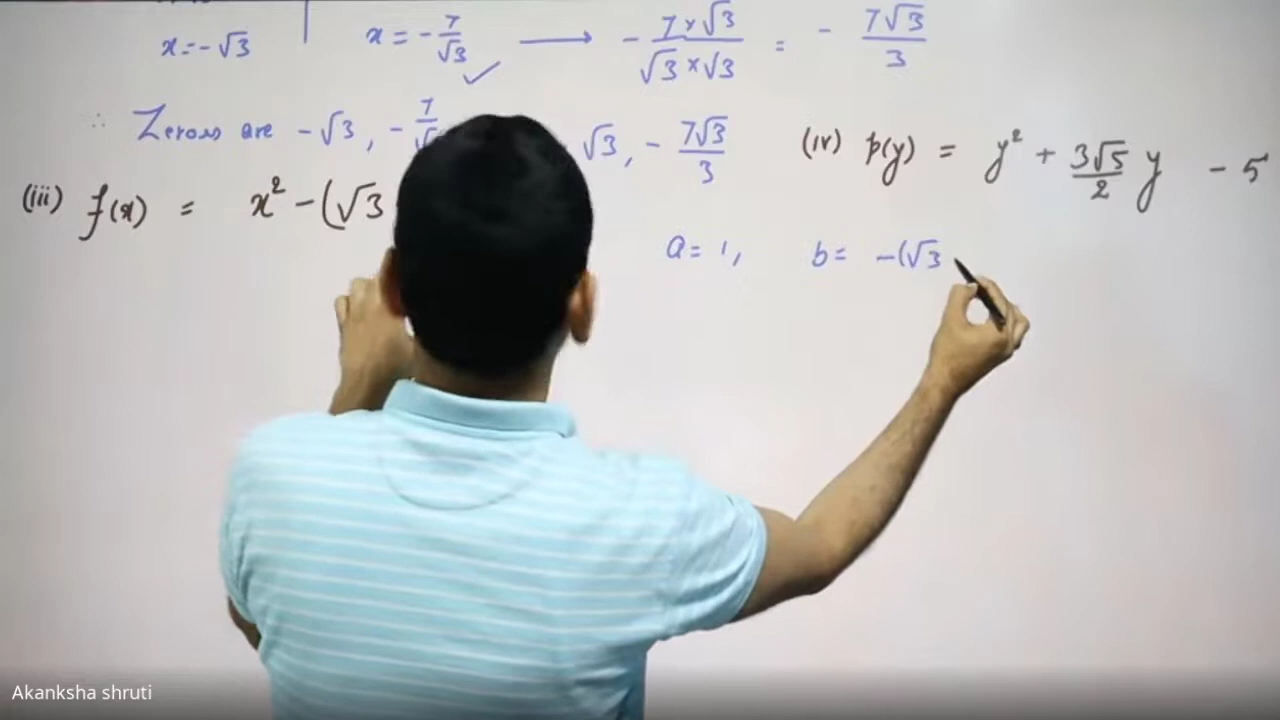 x=-√3 | x = -7/√3 ⟶ - 7×√3/√3×√3 = - 7√3/3
∴ Zeroes are -√3, - 7/√ √3, - 7√3/3
(iii) f(x) = x² - (√3
(iv) p(y) = y² + 3√5/2 y - 5
a = 1, b = -(√3
Akanksha shruti